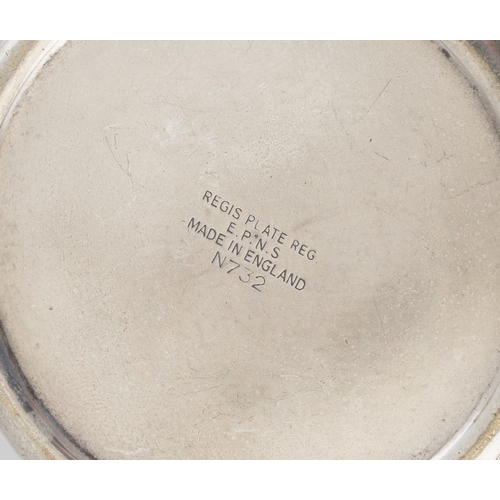 REGIS PLATE REG.
E.P.N.S
MADE IN ENGLAND
N732